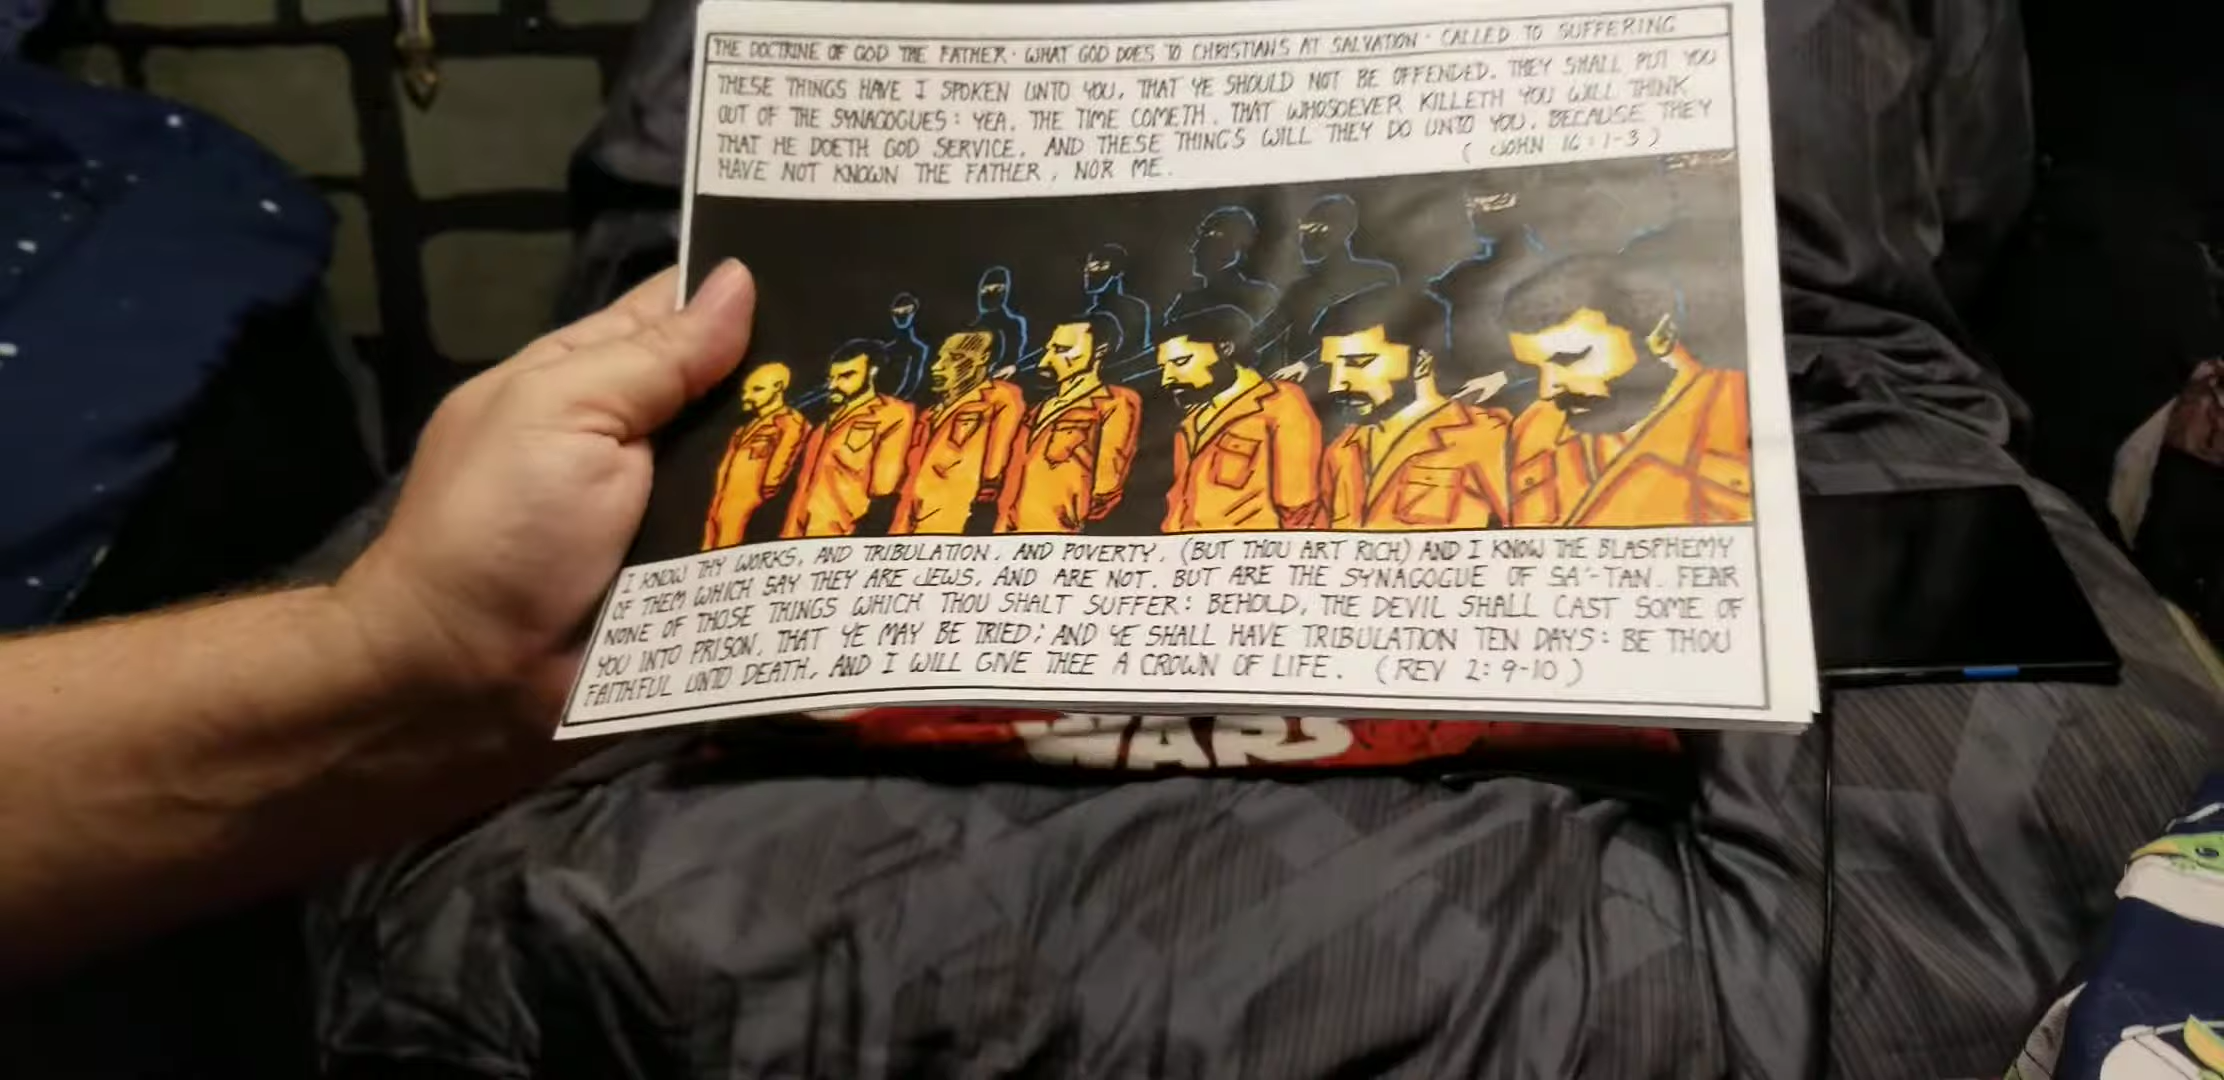 THE DOCTRINE OF GOD THE FATHER · WHAT GOD DOES TO CHRISTIANS AT SALVATION · CALLED TO SUFFERING
THESE THINGS HAVE I SPOKEN UNTO YOU, THAT YE SHOULD NOT BE OFFENDED. THEY SHALL PUT YOU
OUT OF THE SYNAGOGUES: YEA, THE TIME COMETH, THAT WHOSOEVER KILLETH YOU WILL THINK
THAT HE DOETH GOD SERVICE. AND THESE THINGS WILL THEY DO UNTO YOU, BECAUSE THEY
HAVE NOT KNOWN THE FATHER, NOR ME. (JOHN 16:1-3)
I KNOW THY WORKS, AND TRIBULATION, AND POVERTY, (BUT THOU ART RICH) AND I KNOW THE BLASPHEMY
OF THEM WHICH SAY THEY ARE JEWS, AND ARE NOT, BUT ARE THE SYNAGOGUE OF SA'-TAN. FEAR
NONE OF THOSE THINGS WHICH THOU SHALT SUFFER: BEHOLD, THE DEVIL SHALL CAST SOME OF
YOU INTO PRISON, THAT YE MAY BE TRIED; AND YE SHALL HAVE TRIBULATION TEN DAYS: BE THOU
FAITHFUL UNTO DEATH, AND I WILL GIVE THEE A CROWN OF LIFE. (REV 2:9-10)
WARS